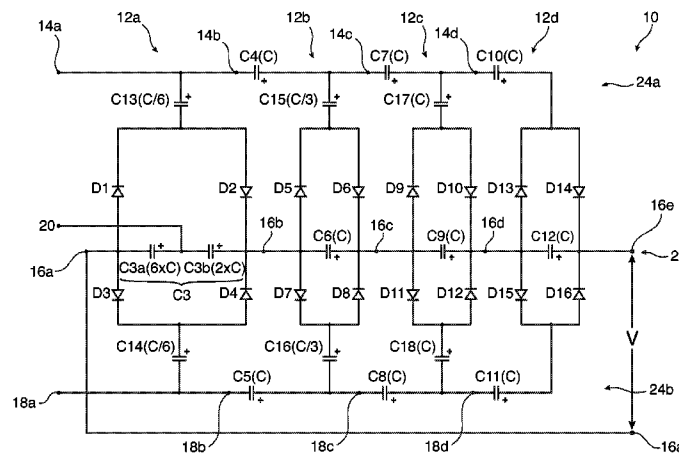 12a 12b 12c 12d 10
14a 14b C4(C) 14c C7(C) 14d C10(C)
24a
C13(C/6) C15(C/3) C17(C)
D1 D2 D5 D6 D9 D10 D13 D14
20 16b C6(C) 16c C9(C) 16d C12(C) 16e
16a C3a(6xC) C3b(2xC) 2
C3
D3 D4 D7 D8 D11 D12 D15 D16
V
C14(C/6) C16(C/3) C18(C)
C5(C) C8(C) C11(C) 24b
18a 18b 18c 18d 16a